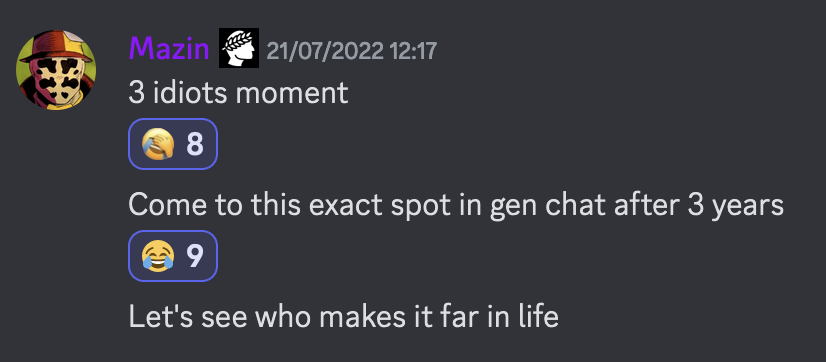 Mazin 21/07/2022 12:17
3 idiots moment
8
Come to this exact spot in gen chat after 3 years
9
Let's see who makes it far in life